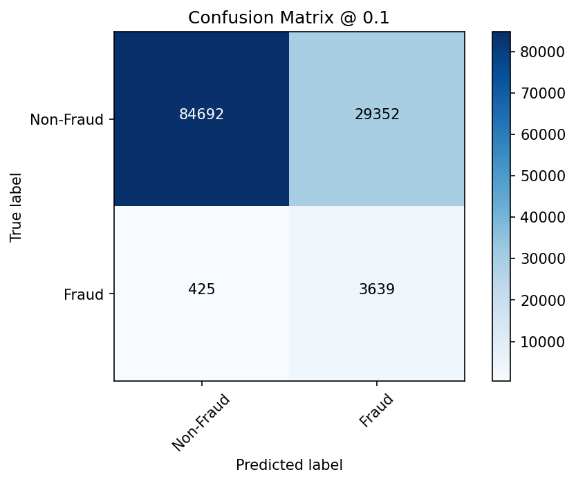 Confusion Matrix @ 0.1
Non-Fraud
84692
29352
Fraud
425
3639
True label
Non-Fraud
Fraud
Predicted label
80000
70000
60000
50000
40000
30000
20000
10000